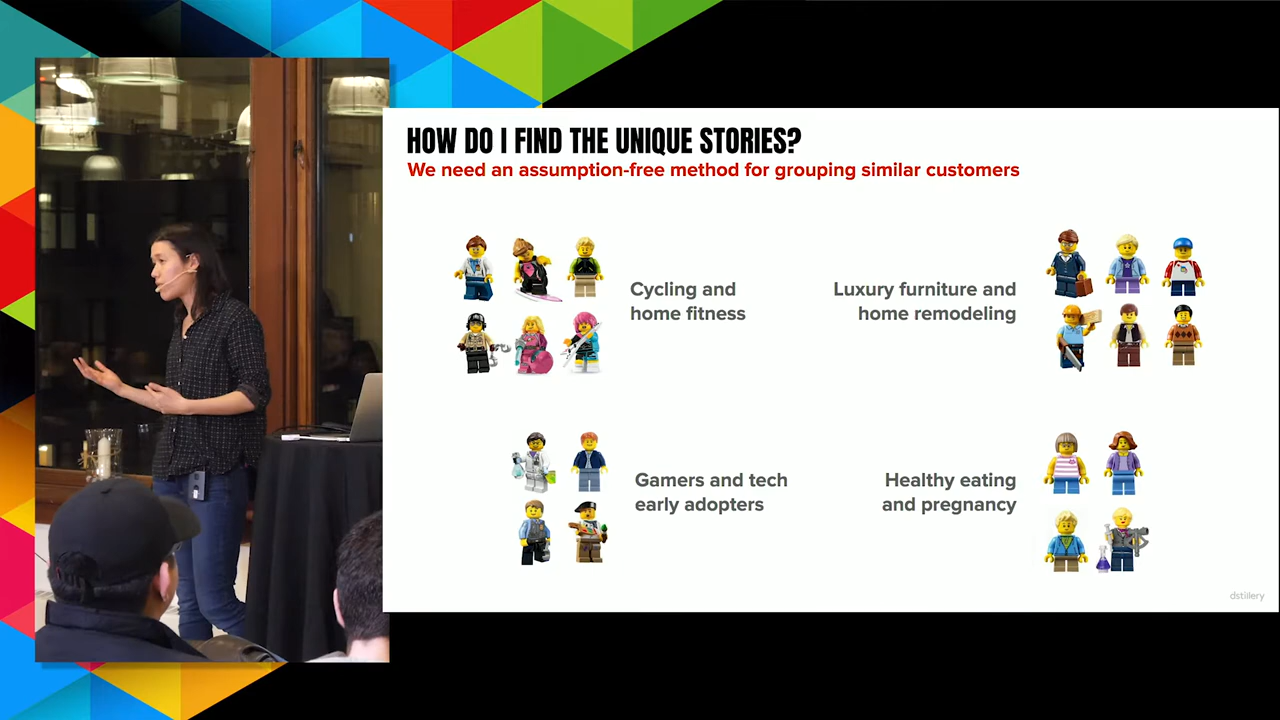 HOW DO I FIND THE UNIQUE STORIES?
We need an assumption-free method for grouping similar customers
Cycling and
home fitness
Luxury furniture and
home remodeling
Gamers and tech
early adopters
Healthy eating
and pregnancy
dstillery